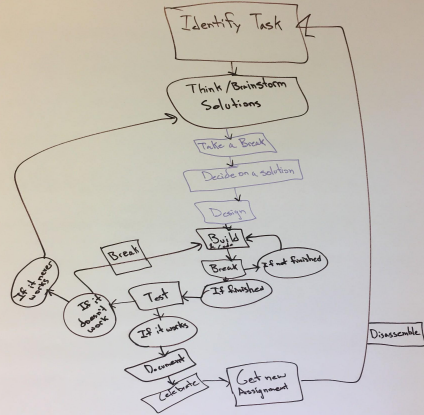 Identify Task
Think/Brainstorm
Solutions
Take a Break
Decide on a solution
Design
Build
Break
Break
If not finished
If never
works
If it
doesn't
work
Test
If finished
If it works
Document
Celebrate
Get new
Assignment
Disassemble